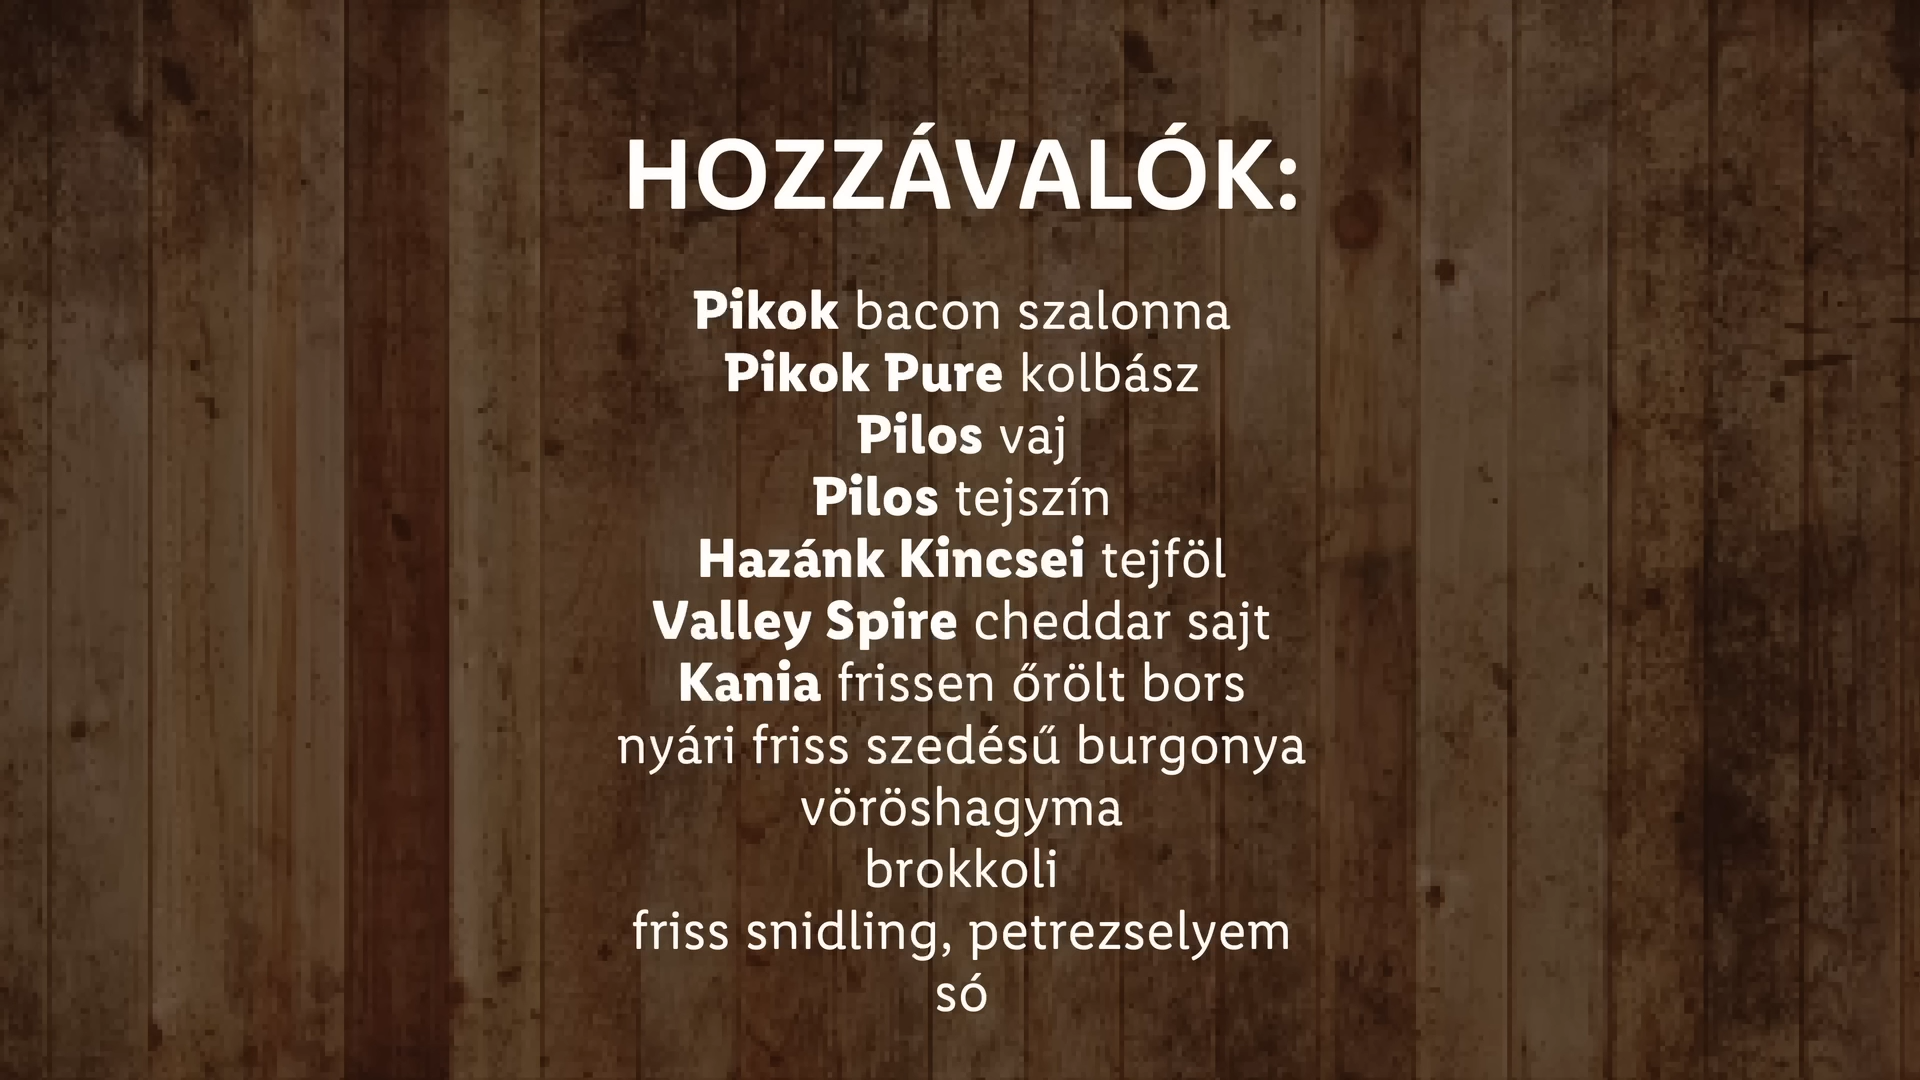 HOZZÁVALÓK:
Pikok bacon szalonna
Pikok Pure kolbász
Pilos vaj
Pilos tejszín
Hazánk Kincsei tejföl
Valley Spire cheddar sajt
Kania frissen őrölt bors
nyári friss szedésű burgonya
vöröshagyma
brokkoli
friss snidling, petrezselyem
só